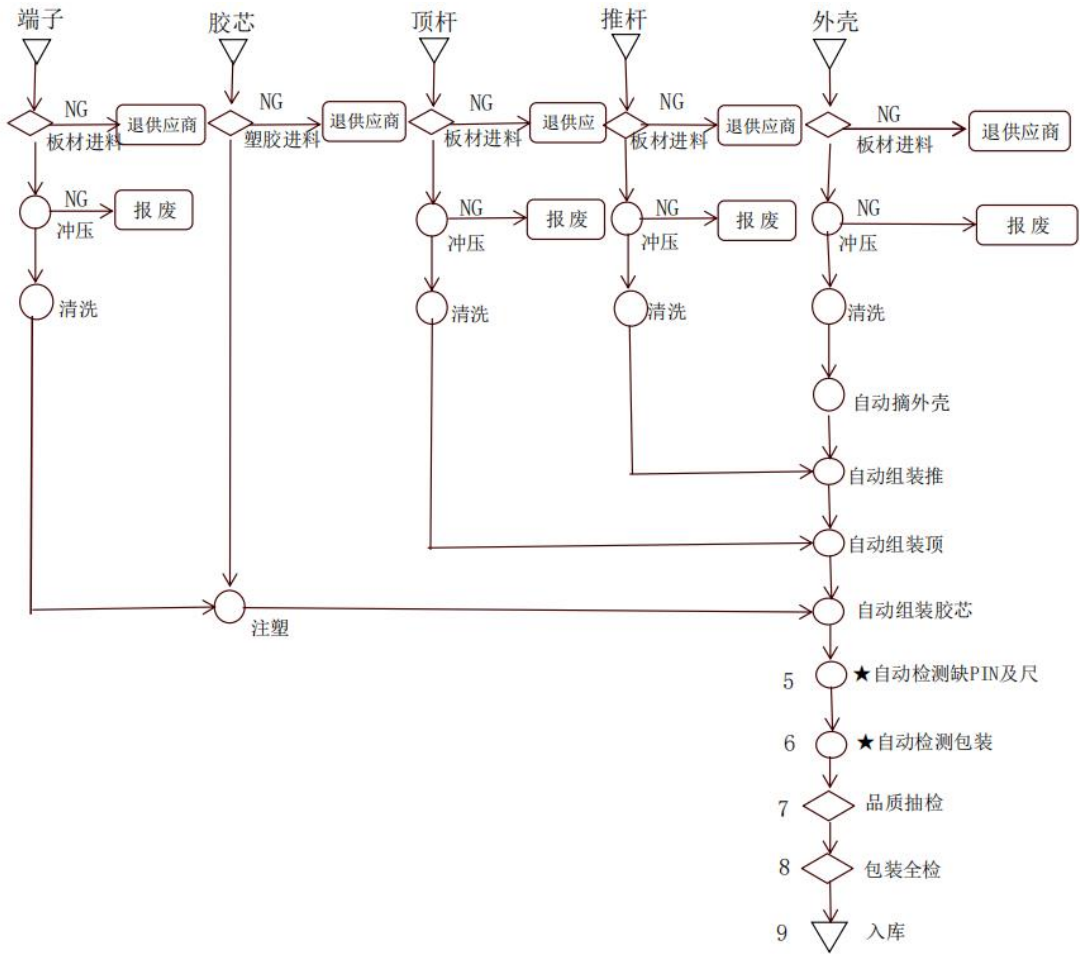 端子
胶芯
顶杆
推杆
外壳
NG
退供应商
NG
退供应商
NG
退供应
NG
退供应商
NG
退供应商
板材进料
塑胶进料
板材进料
板材进料
板材进料
NG
报废
NG
报废
NG
报废
NG
报废
冲压
冲压
冲压
冲压
清洗
清洗
清洗
清洗
自动摘外壳
自动组装推
自动组装顶
自动组装胶芯
注塑
5 ★自动检测缺PIN及尺
6 ★自动检测包装
7 品质抽检
8 包装全检
9 入库